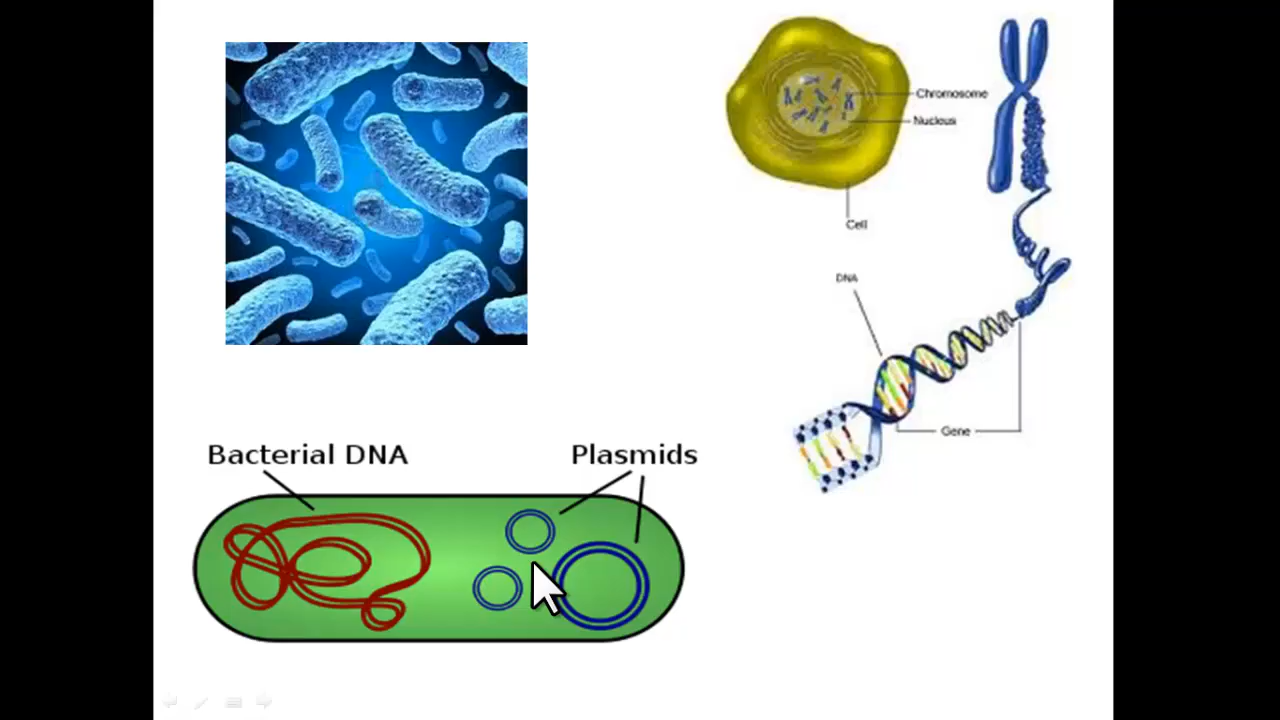 Chromosome
Nucleus
Cell
DNA
Gene
Bacterial DNA
Plasmids